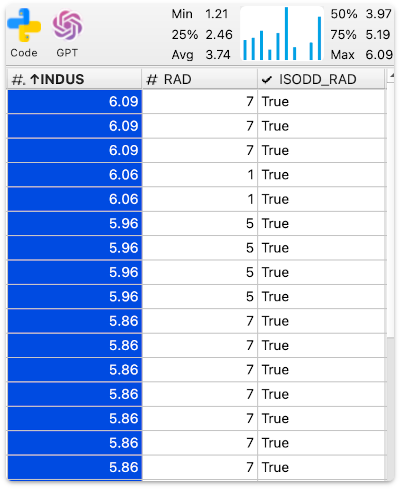 Min 1.21 50% 3.97
25% 2.46 75% 5.19
Code GPT Avg 3.74 Max 6.09
#. ↑INDUS # RAD ✓ ISODD_RAD
6.09 7 True
6.09 7 True
6.09 7 True
6.06 1 True
6.06 1 True
5.96 5 True
5.96 5 True
5.96 5 True
5.96 5 True
5.86 7 True
5.86 7 True
5.86 7 True
5.86 7 True
5.86 7 True
5.86 7 True
5.86 7 True